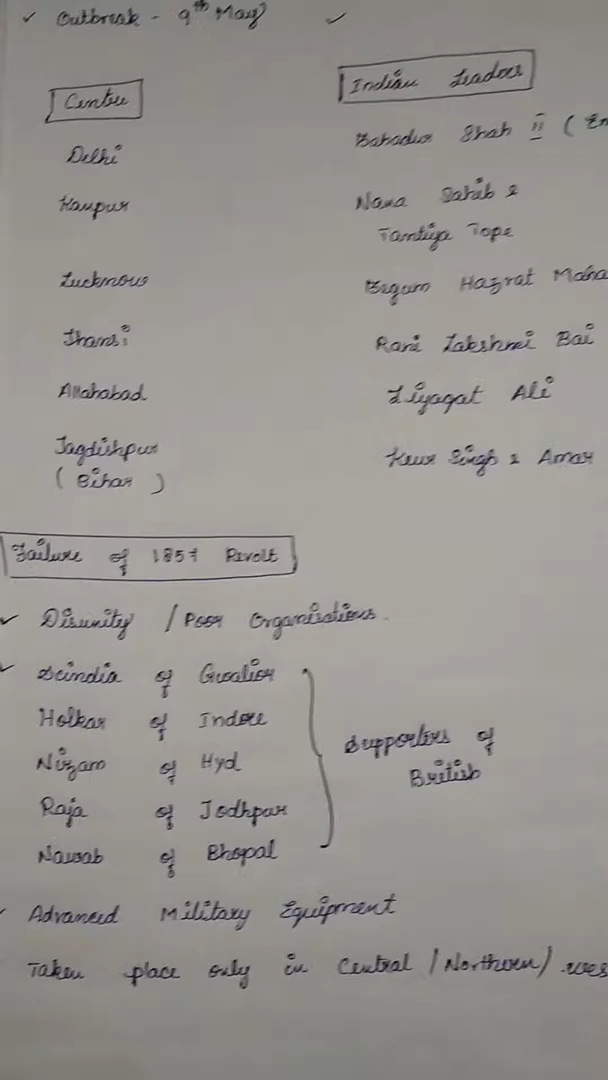 ✓ Outbreak - 9th May ✓
Centre Indian Leaders
Delhi Bahadur Shah II (
Kanpur Nana Sahib &
Tantiya Tope
Lucknow Begum Hazrat Maha
Jhansi Rani Lakshmi Bai
Allahabad Liyaqat Ali
Jagdishpur
(Bihar) Kuwr Singh & Amar
Failure of 1857 Revolt
✓ Disunity / Poor Organisations.
✓ Scindia of Gwalior
Holkar of Indore
Nizam of Hyd
Raja of Jodhpur
Nawab of Bhopal
Supporters of
British
✓ Advanced Military Equipment
Taken place only in Central / Northern / wes